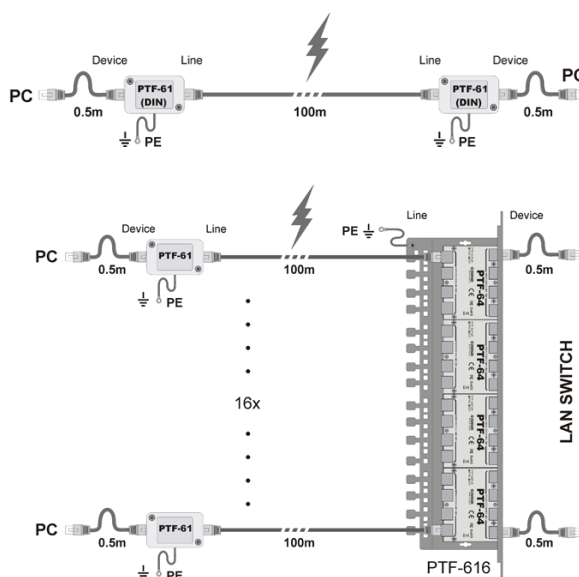 Device Line Line Device
PC PTF-61 PTF-61 PC
(DIN) (DIN)
0.5m 100m 0.5m
PE PE
Device Line PE Line Device
PC PTF-61 PTF-64
0.5m 100m 0.5m
PE
PTF-64
16x
LAN SWITCH
PTF-64
PC PTF-61 PTF-64
0.5m 100m 0.5m
PE
PTF-616